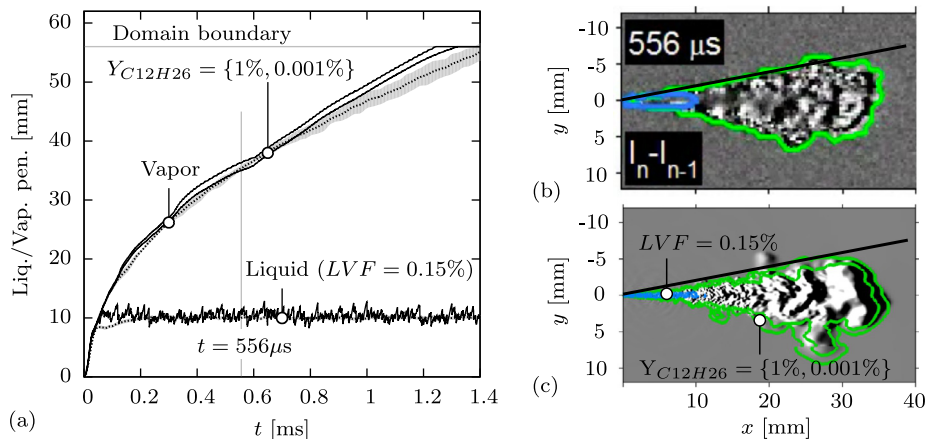 Liq./Vap. pen. [mm]
60
50
40
30
20
10
0
Domain boundary
Y_{C12H26} = {1%, 0.001%}
Vapor
Liquid (LVF = 0.15%)
t = 556μs
0 0.2 0.4 0.6 0.8 1 1.2 1.4
t [ms]
(a)
556 μs
I_n-I_{n-1}
-10
-5
0
5
10
y [mm]
(b)
LVF = 0.15%
Y_{C12H26} = {1%, 0.001%}
-10
-5
0
5
10
y [mm]
(c)
0 10 20 30 40
x [mm]